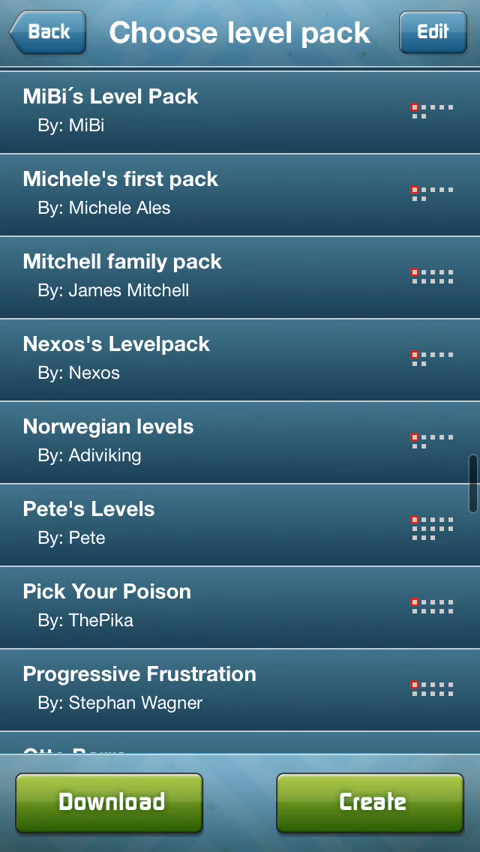 Back
Choose level pack
Edit
MiBi´s Level Pack
By: MiBi
Michele's first pack
By: Michele Ales
Mitchell family pack
By: James Mitchell
Nexos's Levelpack
By: Nexos
Norwegian levels
By: Adiviking
Pete's Levels
By: Pete
Pick Your Poison
By: ThePika
Progressive Frustration
By: Stephan Wagner
Download
Create